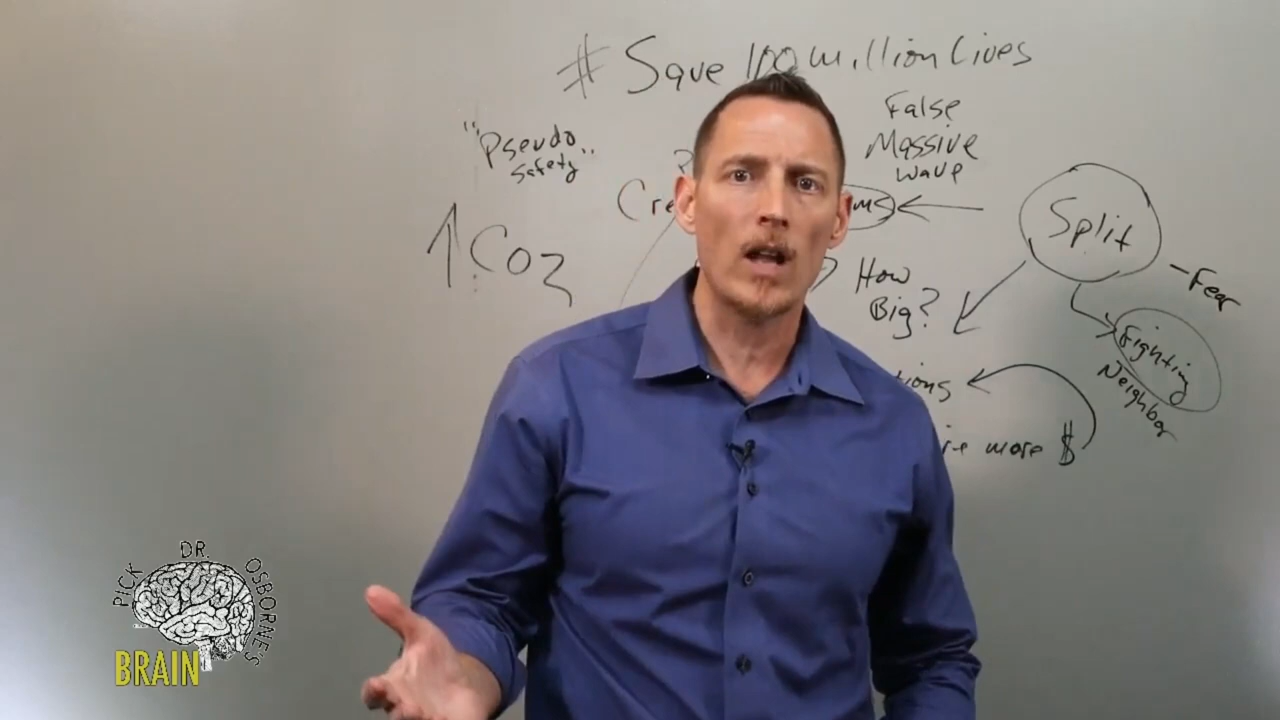 # Save 100 million Lives
False
Massive
wave
"Pseudo"
Safety
Split
↑CO2
How
Big?
- Fear
Fighting
Neighbor
more $
PICK DR. OSBORNE'S
BRAIN